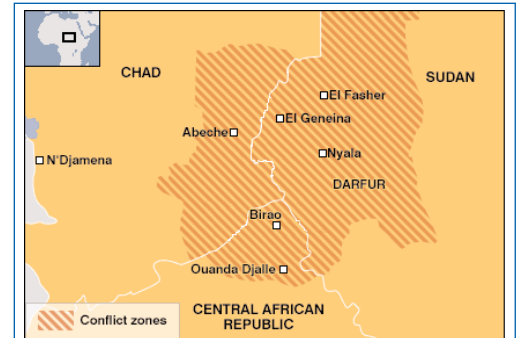 CHAD
SUDAN
El Fasher
El Geneina
Abeche
N'Djamena
Nyala
DARFUR
Birao
Ouanda Djalle
CENTRAL AFRICAN
REPUBLIC
Conflict zones